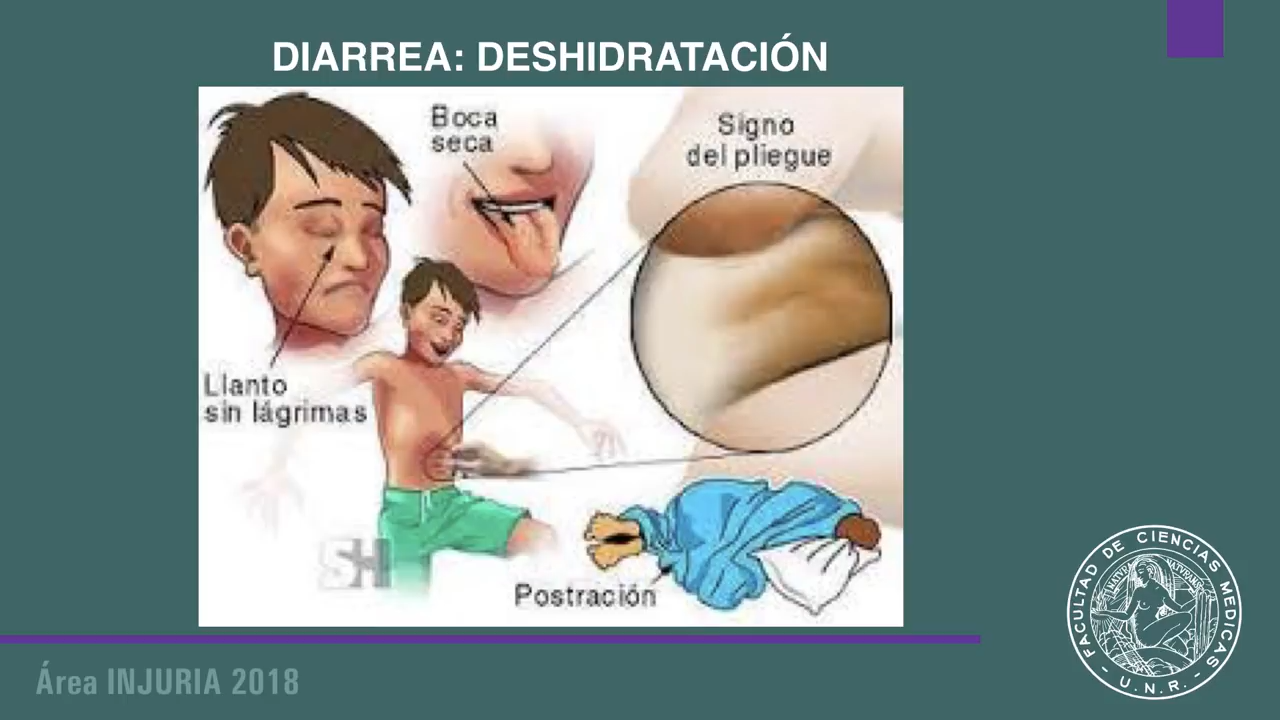 DIARREA: DESHIDRATACIÓN
Boca
seca
Signo
del pliegue
Llanto
sin lágrimas
SH
Postración
Área INJURIA 2018
FACULTAD DE CIENCIAS MEDICAS
- U.N.R. -